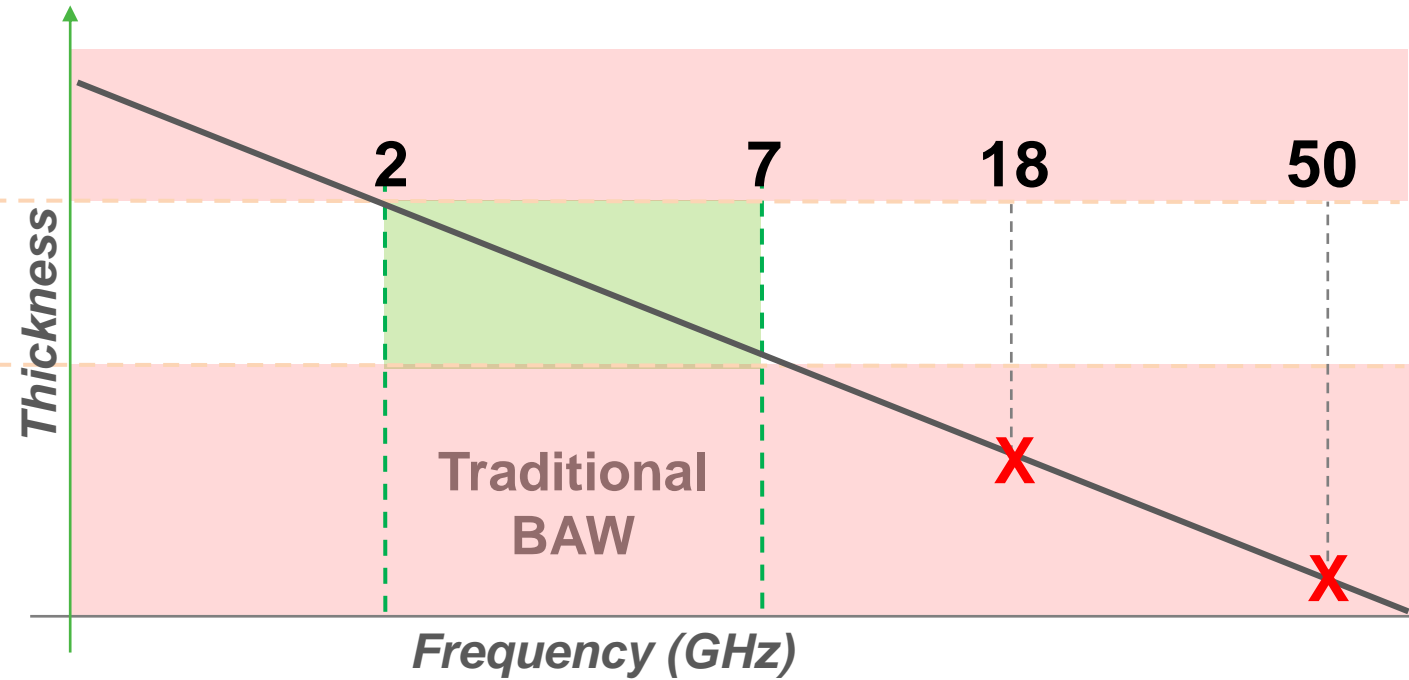 2 7 18 50
Thickness
X
Traditional
BAW
X
Frequency (GHz)